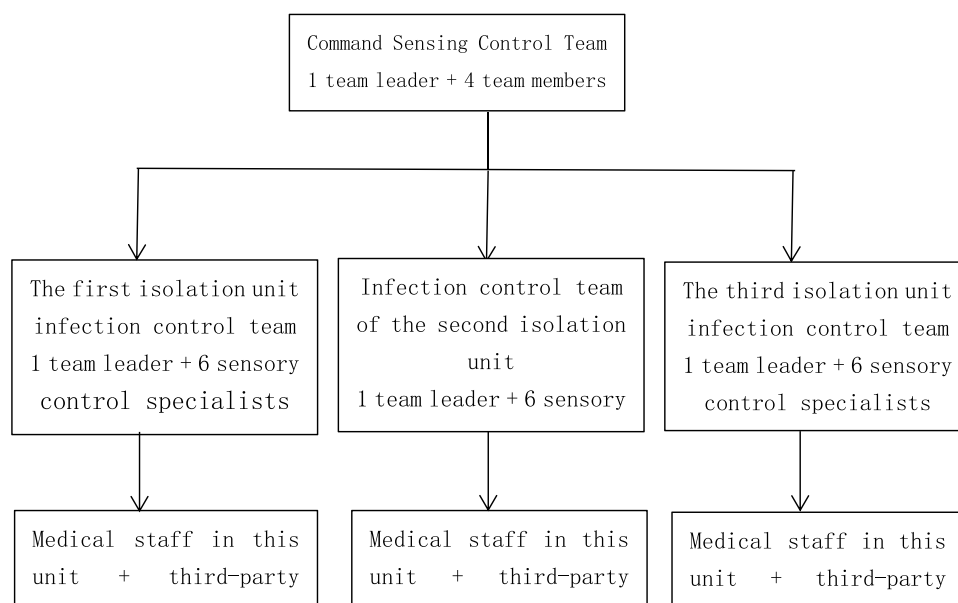 Command Sensing Control Team
1 team leader + 4 team members
The first isolation unit
infection control team
1 team leader + 6 sensory
control specialists
Infection control team
of the second isolation
unit
1 team leader + 6 sensory
The third isolation unit
infection control team
1 team leader + 6 sensory
control specialists
Medical staff in this
unit + third-party
Medical staff in this
unit + third-party
Medical staff in this
unit + third-party